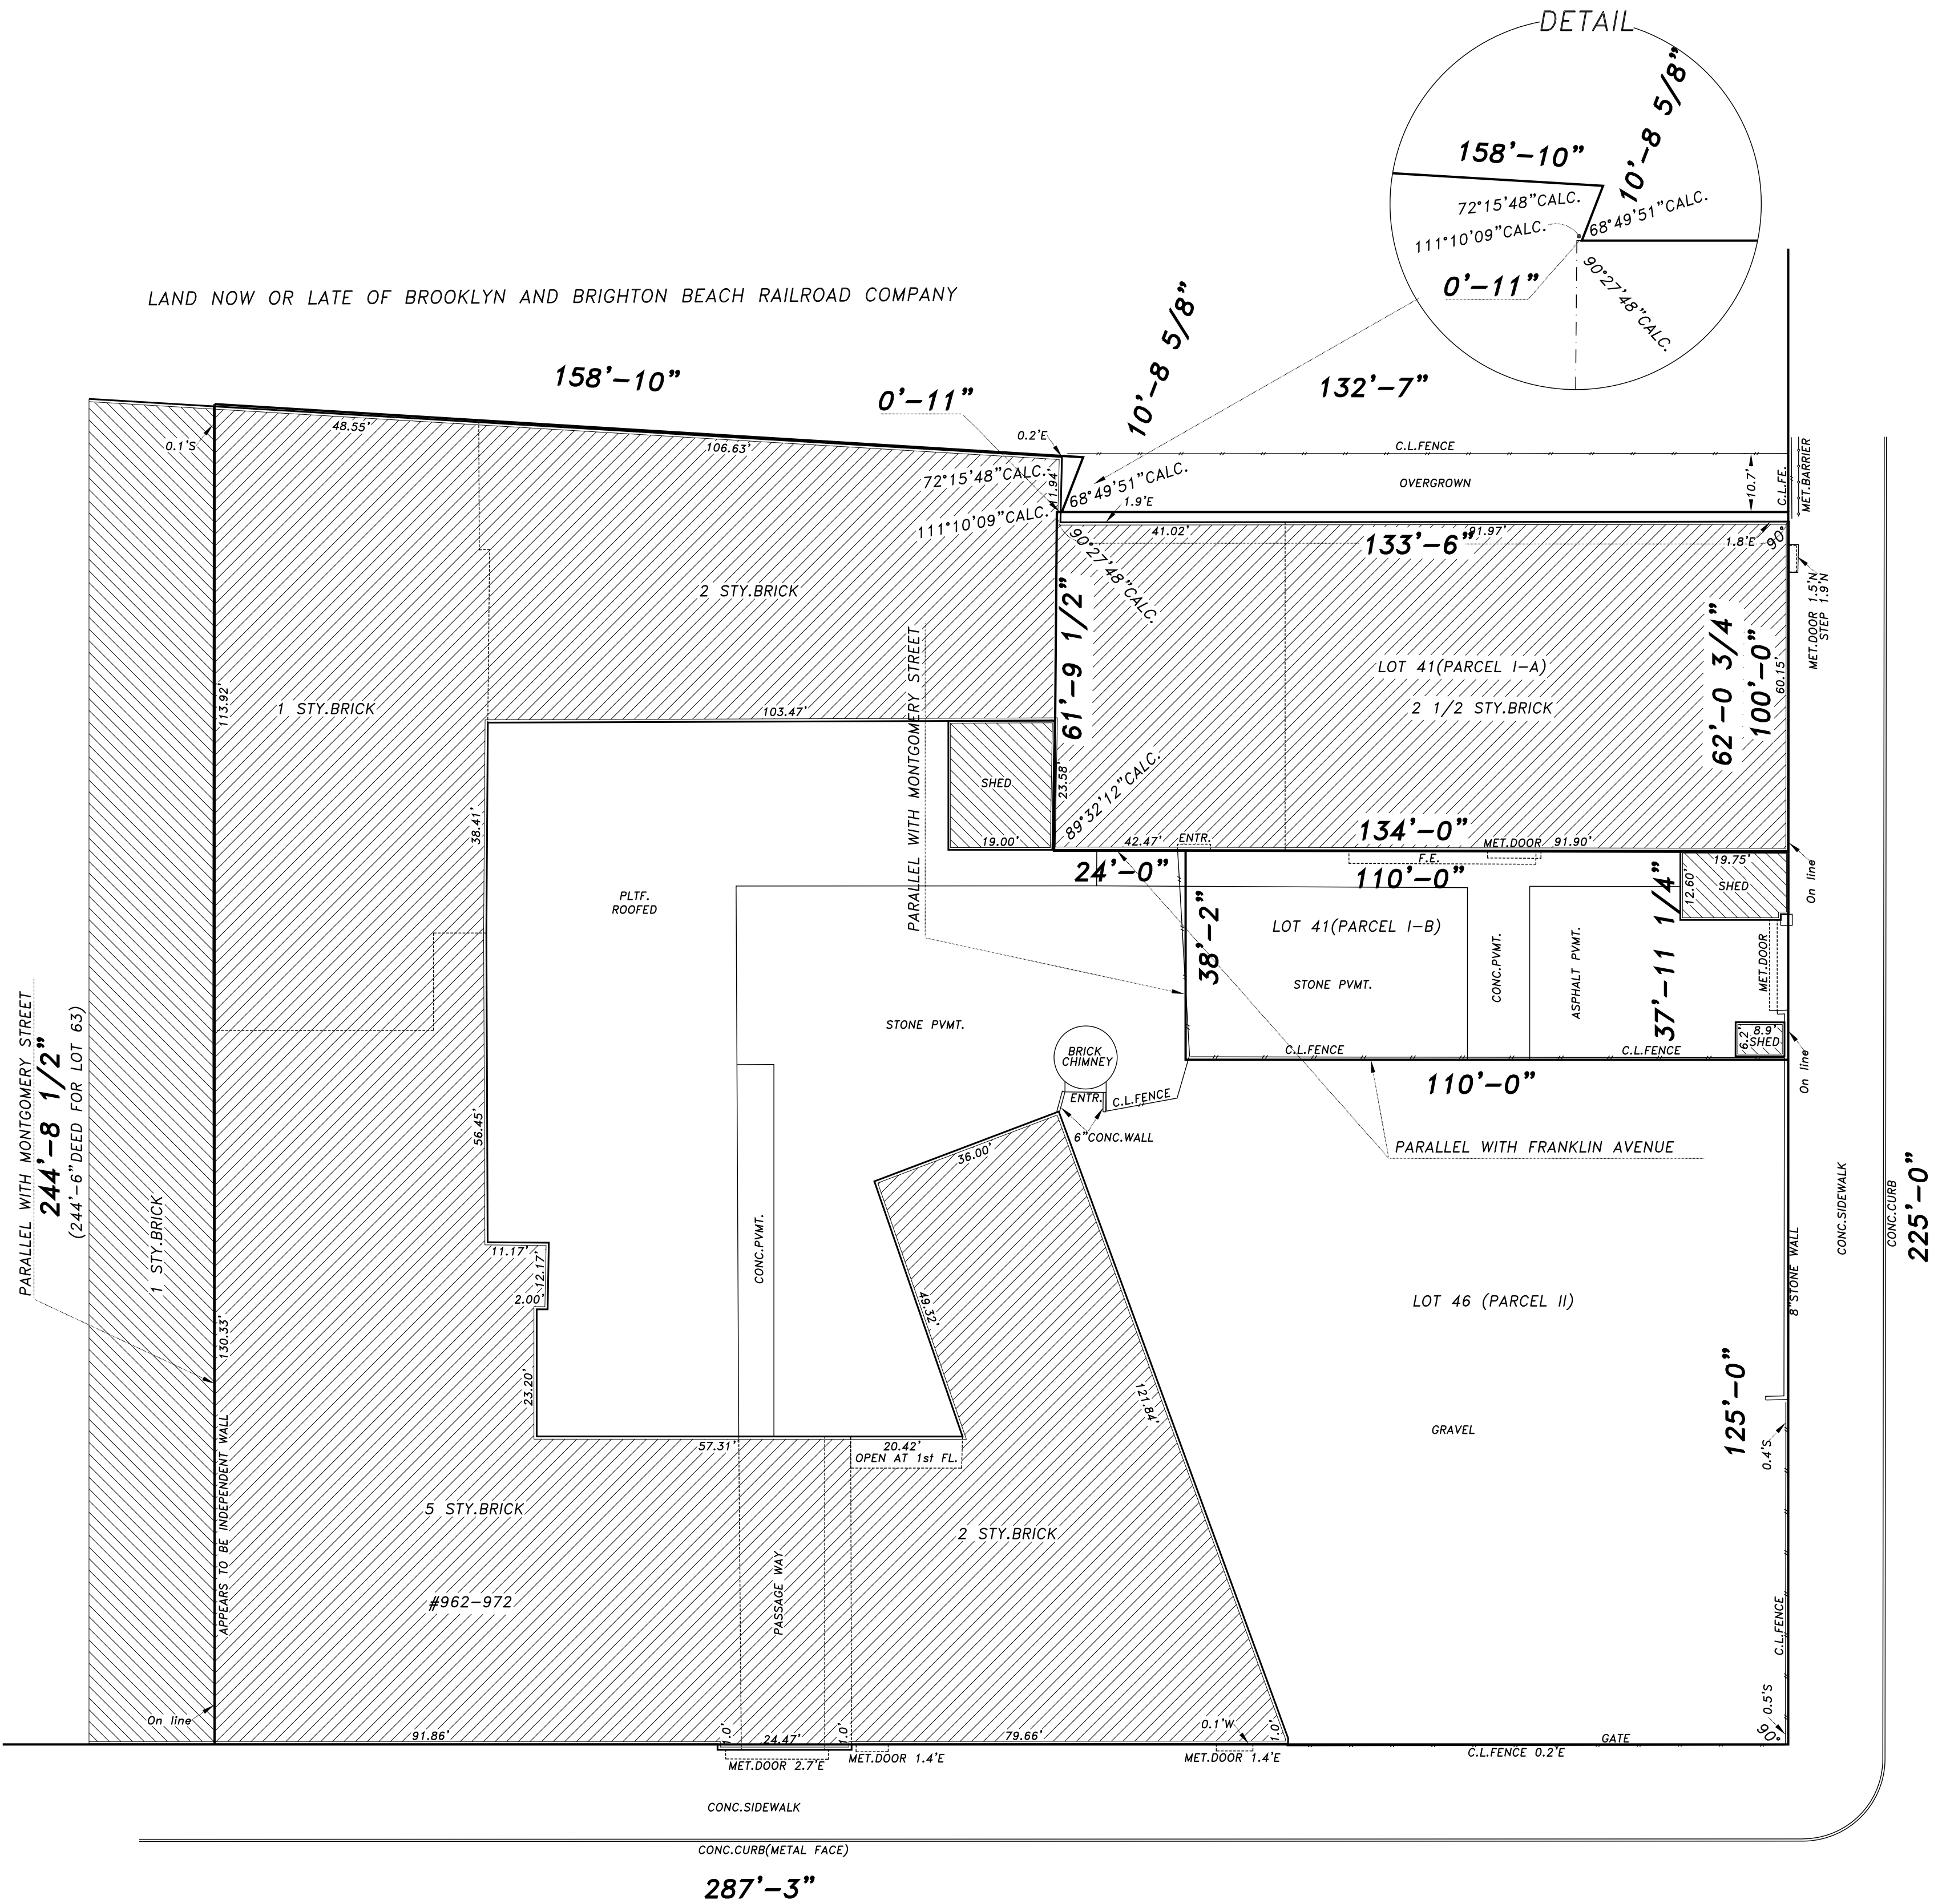 DETAIL
158'-10"
10'-8 5/8"
72°15'48"CALC.
68°49'51"CALC.
111°10'09"CALC.
0'-11"
90°27'48"CALC.
LAND NOW OR LATE OF BROOKLYN AND BRIGHTON BEACH RAILROAD COMPANY
158'-10"
0'-11"
10'-8 5/8"
132'-7"
0.1'S
48.55'
106.63'
0.2'E
C.L.FENCE
OVERGROWN
10.7'
C.L.FE.
MET.BARRIER
72°15'48"CALC.
1.94'
68°49'51"CALC.
1.9'E
111°10'09"CALC.
90°27'48"CALC.
41.02'
133'-6"
91.97'
1.8'E
90°
MET.DOOR 1.5'N
STEP 1.9'N
2 STY.BRICK
61'-9 1/2"
PARALLEL WITH MONTGOMERY STREET
LOT 41(PARCEL I-A)
2 1/2 STY.BRICK
62'-0 3/4"
100'-0"
60.15'
113.92'
1 STY.BRICK
103.47'
SHED
23.58'
89°32'12"CALC.
19.00'
38.41'
42.47'
ENTR.
134'-0"
MET.DOOR
91.90'
F.E.
24'-0"
110'-0"
19.75'
SHED
12.60'
On line
PLTF.
ROOFED
38'-2"
LOT 41(PARCEL I-B)
STONE PVMT.
CONC.PVMT.
ASPHALT PVMT.
37'-11 1/4"
MET.DOOR
6.2'
8.9'
SHED
On line
C.L.FENCE
C.L.FENCE
110'-0"
STONE PVMT.
BRICK
CHIMNEY
ENTR.
C.L.FENCE
6"CONC.WALL
PARALLEL WITH FRANKLIN AVENUE
PARALLEL WITH MONTGOMERY STREET
244'-8 1/2"
(244'-6"DEED FOR LOT 63)
1 STY.BRICK
56.45'
36.00'
11.17'
12.17'
2.00'
23.20'
130.33'
CONC.PVMT.
49.32'
121.84'
LOT 46 (PARCEL II)
8"STONE WALL
CONC.SIDEWALK
CONC.CURB
225'-0"
125'-0"
GRAVEL
0.4'S
57.31'
20.42'
OPEN AT 1st FL.
APPEARS TO BE INDEPENDENT WALL
5 STY.BRICK
2 STY.BRICK
#962-972
PASSAGE WAY
C.L.FENCE
0.5'S
90°
On line
91.86'
1.0'
24.47'
1.0'
79.66'
0.1'W
1.0'
GATE
MET.DOOR 2.7'E
MET.DOOR 1.4'E
MET.DOOR 1.4'E
C.L.FENCE 0.2'E
CONC.SIDEWALK
CONC.CURB(METAL FACE)
287'-3"